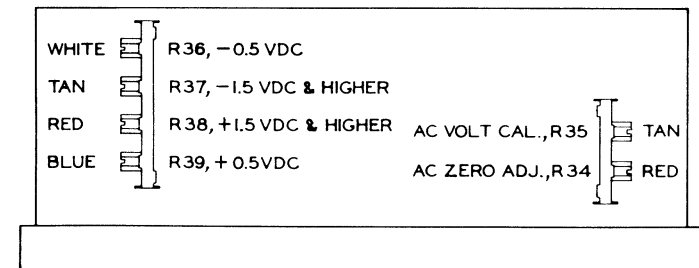 WHITE R36, -0.5 VDC
TAN R37, -1.5 VDC & HIGHER
RED R38, +1.5 VDC & HIGHER
BLUE R39, + 0.5VDC
AC VOLT CAL., R35 TAN
AC ZERO ADJ., R34 RED